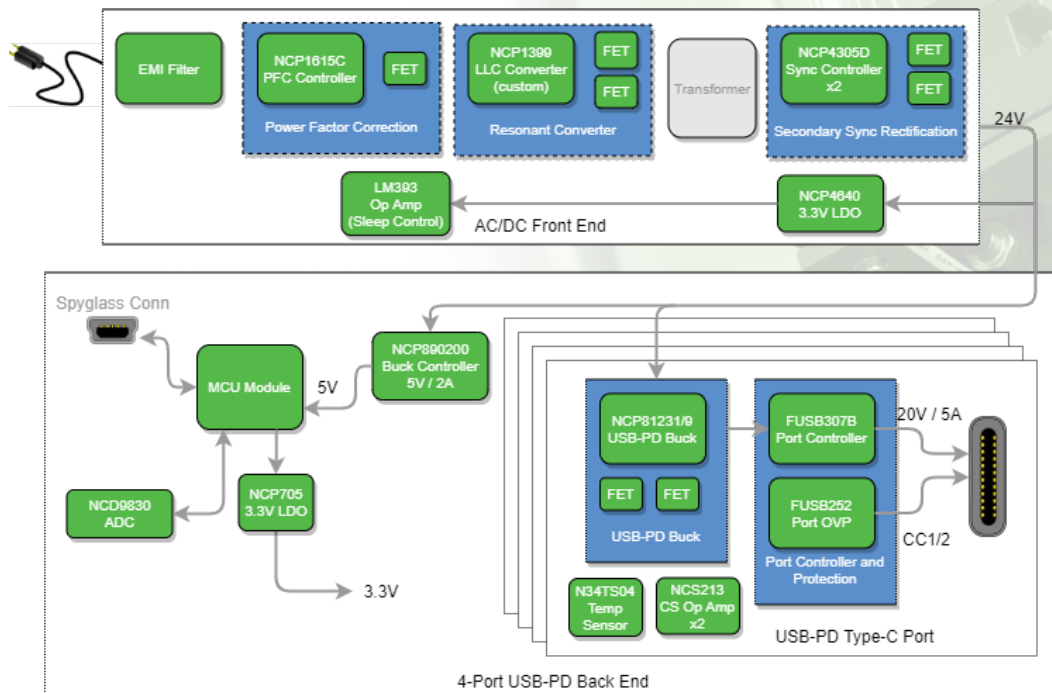 EMI Filter
NCP1615C
PFC Controller
FET
Power Factor Correction
NCP1399
LLC Converter
(custom)
FET
FET
Resonant Converter
Transformer
NCP4305D
Sync Controller
x2
FET
FET
Secondary Sync Rectification
24V
LM393
Op Amp
(Sleep Control)
NCP4640
3.3V LDO
AC/DC Front End
Spyglass Conn
MCU Module
5V
NCP890200
Buck Controller
5V / 2A
NCD9830
ADC
NCP705
3.3V LDO
3.3V
NCP81231/9
USB-PD Buck
FET
FET
USB-PD Buck
FUSB307B
Port Controller
FUSB252
Port OVP
Port Controller and
Protection
20V / 5A
CC1/2
N34TS04
Temp
Sensor
NCS213
CS Op Amp
x2
USB-PD Type-C Port
4-Port USB-PD Back End